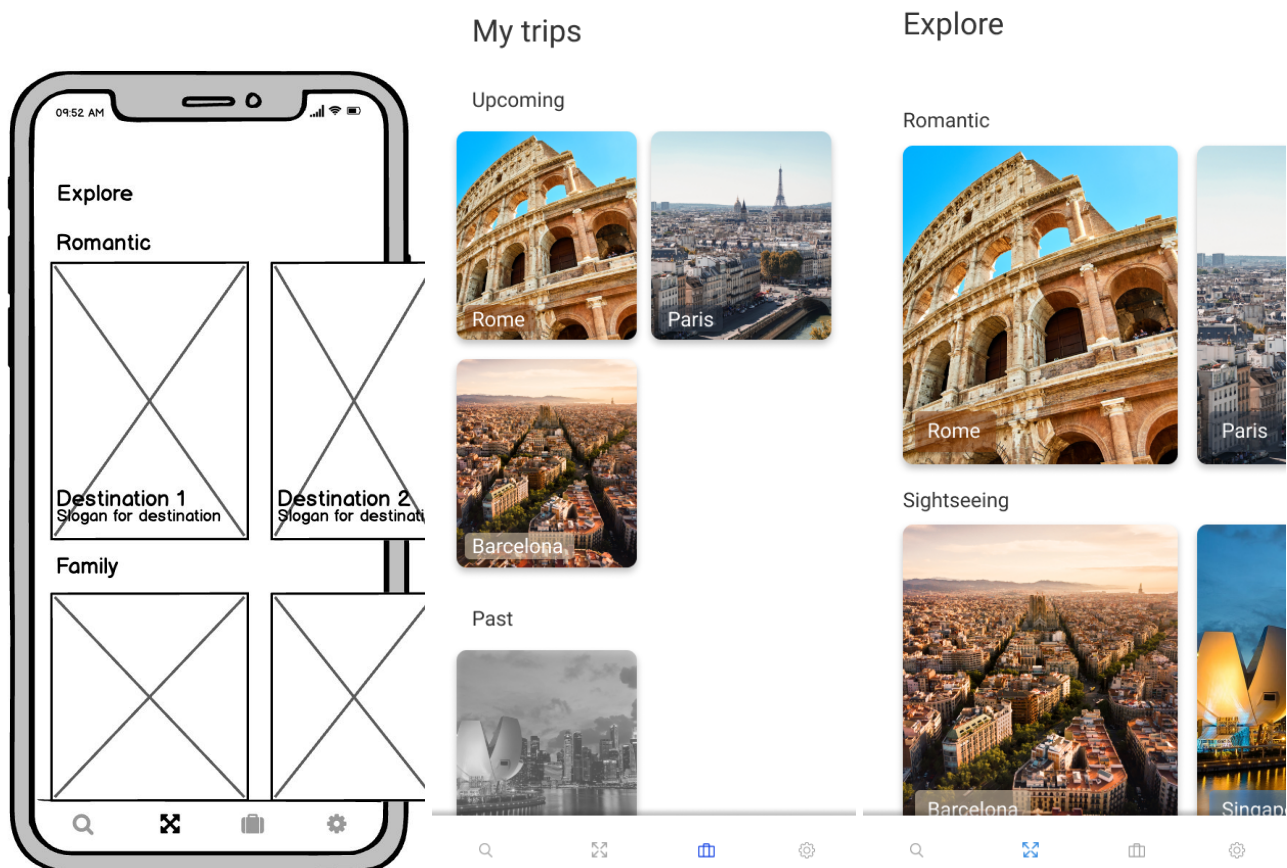 09:52 AM
Explore
Romantic
Destination 1
Slogan for destination
Destination 2
Slogan for destinati
Family
My trips
Upcoming
Rome
Paris
Barcelona
Past
Explore
Romantic
Rome
Paris
Sightseeing
Barcelona
Singap